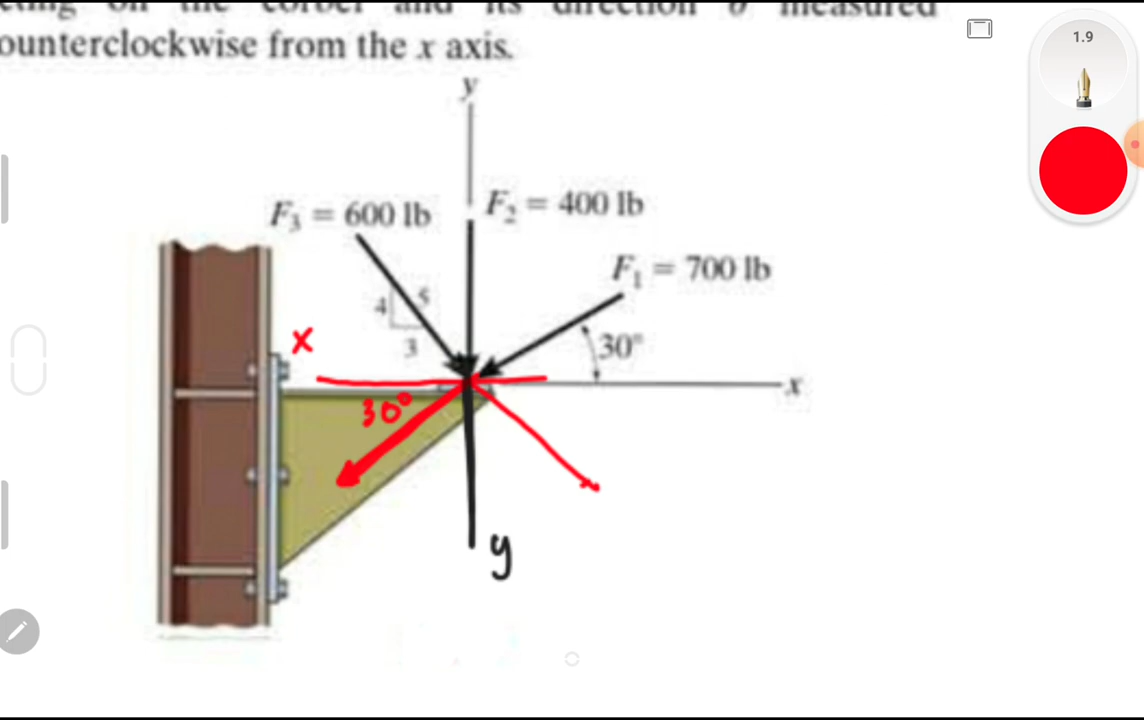 ounterclockwise from the x axis.
1.9
y
F₃ = 600 lb
F₂ = 400 lb
F₁ = 700 lb
4
5
3
x
30°
x
30°
y